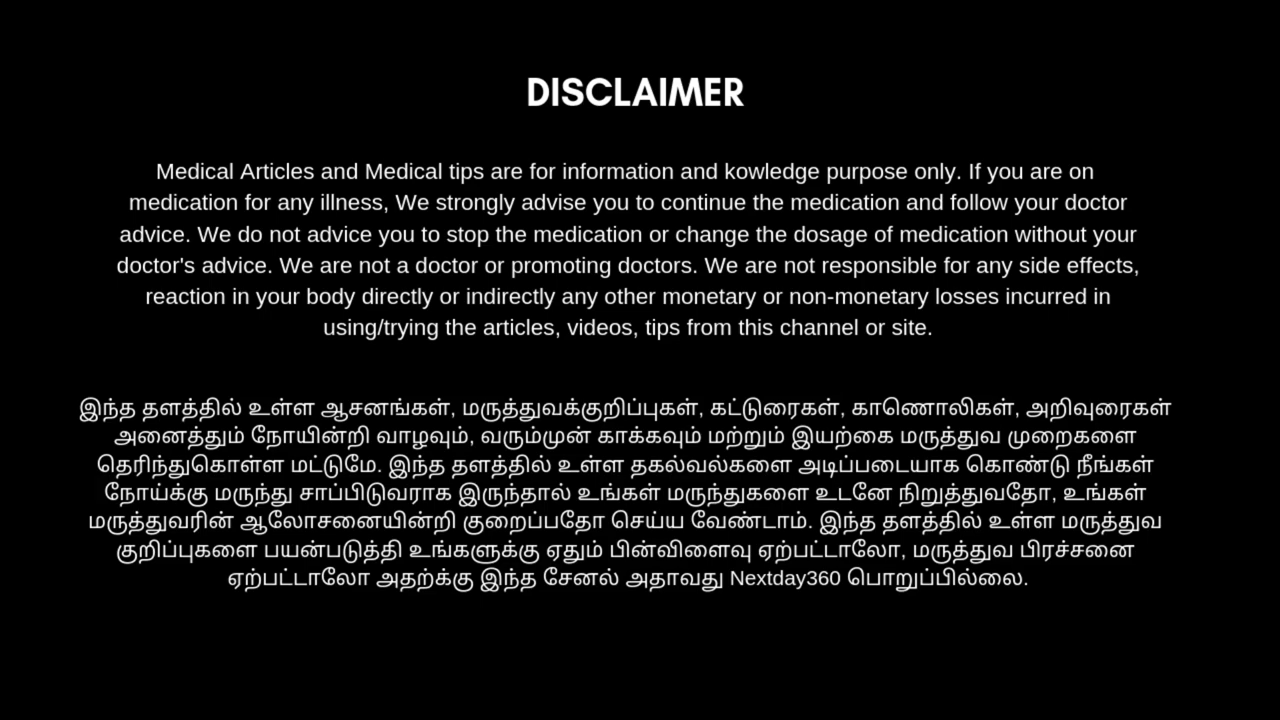 DISCLAIMER
Medical Articles and Medical tips are for information and kowledge purpose only. If you are on
medication for any illness, We strongly advise you to continue the medication and follow your doctor
advice. We do not advice you to stop the medication or change the dosage of medication without your
doctor's advice. We are not a doctor or promoting doctors. We are not responsible for any side effects,
reaction in your body directly or indirectly any other monetary or non-monetary losses incurred in
using/trying the articles, videos, tips from this channel or site.
இந்த தளத்தில் உள்ள ஆசனங்கள், மருத்துவக்குறிப்புகள், கட்டுரைகள், காணொலிகள், அறிவுரைகள்
அனைத்தும் நோயின்றி வாழவும், வரும்முன் காக்கவும் மற்றும் இயற்கை மருத்துவ முறைகளை
தெரிந்துகொள்ள மட்டுமே. இந்த தளத்தில் உள்ள தகல்வல்களை அடிப்படையாக கொண்டு நீங்கள்
நோய்க்கு மருந்து சாப்பிடுவராக இருந்தால் உங்கள் மருந்துகளை உடனே நிறுத்துவதோ, உங்கள்
மருத்துவரின் ஆலோசனையின்றி குறைப்பதோ செய்ய வேண்டாம். இந்த தளத்தில் உள்ள மருத்துவ
குறிப்புகளை பயன்படுத்தி உங்களுக்கு ஏதும் பின்விளைவு ஏற்பட்டாலோ, மருத்துவ பிரச்சனை
ஏற்பட்டாலோ அதற்க்கு இந்த சேனல் அதாவது Nextday360 பொறுப்பில்லை.